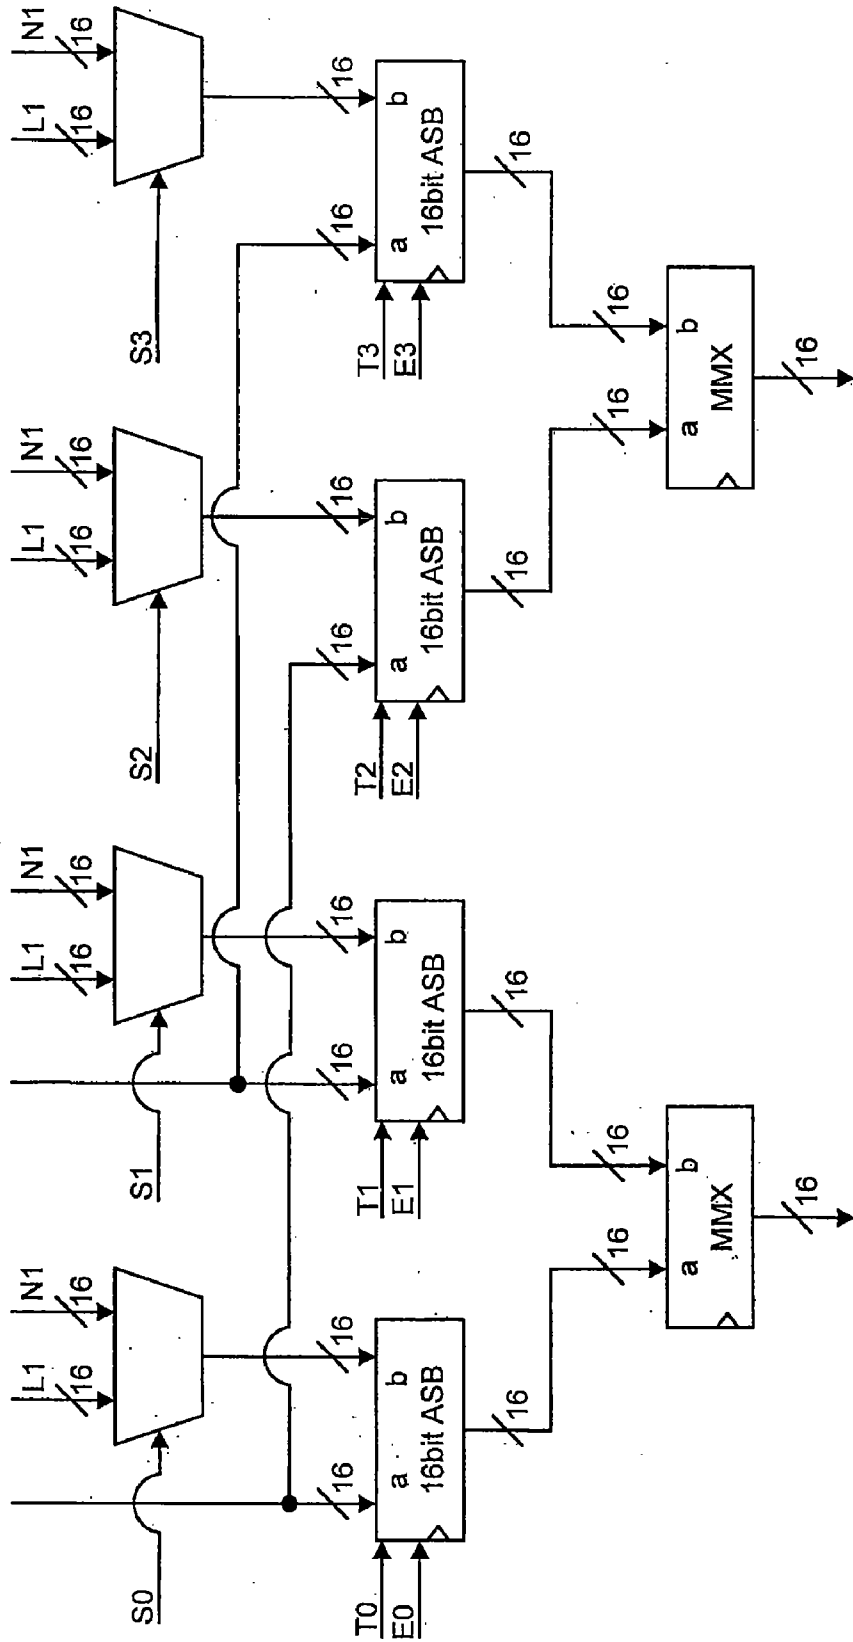 L1 N1 L1 N1 L1 N1 L1 N1
16 16 16 16 16 16 16 16
S0 S1 S2 S3
16 16 16 16 16 16 16 16
T0 T1 T2 T3
E0 a b E1 a b E2 a b E3 a b
16bit ASB 16bit ASB 16bit ASB 16bit ASB
16 16 16 16
16 16 16 16
a b a b
MMX MMX
16 16